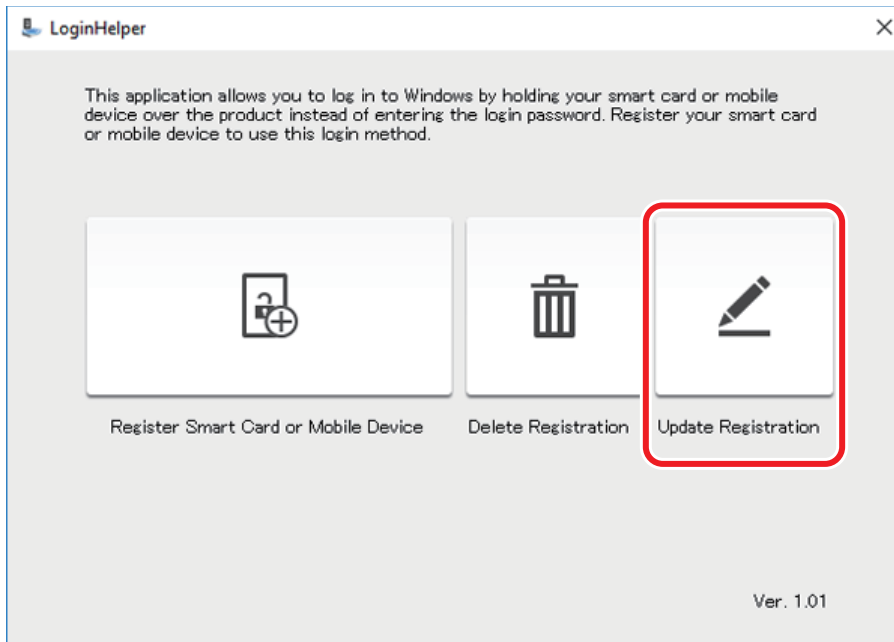 LoginHelper
This application allows you to log in to Windows by holding your smart card or mobile
device over the product instead of entering the login password. Register your smart card
or mobile device to use this login method.
Register Smart Card or Mobile Device
Delete Registration
Update Registration
Ver. 1.01